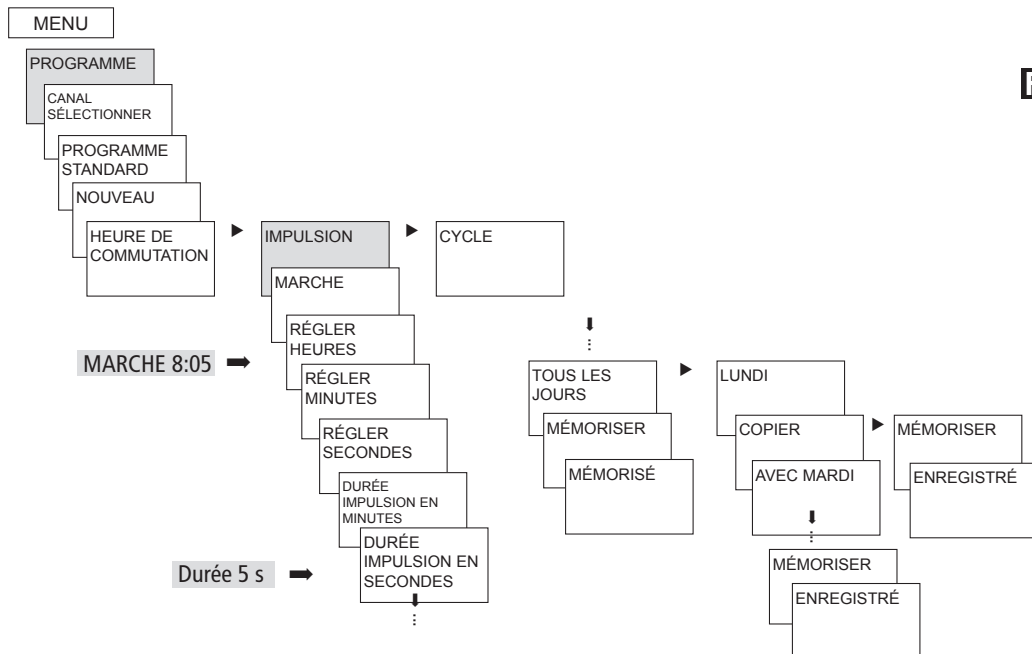 MENU
PROGRAMME
CANAL
SÉLECTIONNER
PROGRAMME
STANDARD
NOUVEAU
HEURE DE
COMMUTATION
IMPULSION
CYCLE
MARCHE
RÉGLER
HEURES
MARCHE 8:05
RÉGLER
MINUTES
RÉGLER
SECONDES
DURÉE
IMPULSION EN
MINUTES
DURÉE
IMPULSION EN
SECONDES
Durée 5 s
TOUS LES
JOURS
MÉMORISER
MÉMORISÉ
LUNDI
COPIER
AVEC MARDI
MÉMORISER
ENREGISTRÉ
MÉMORISER
ENREGISTRÉ